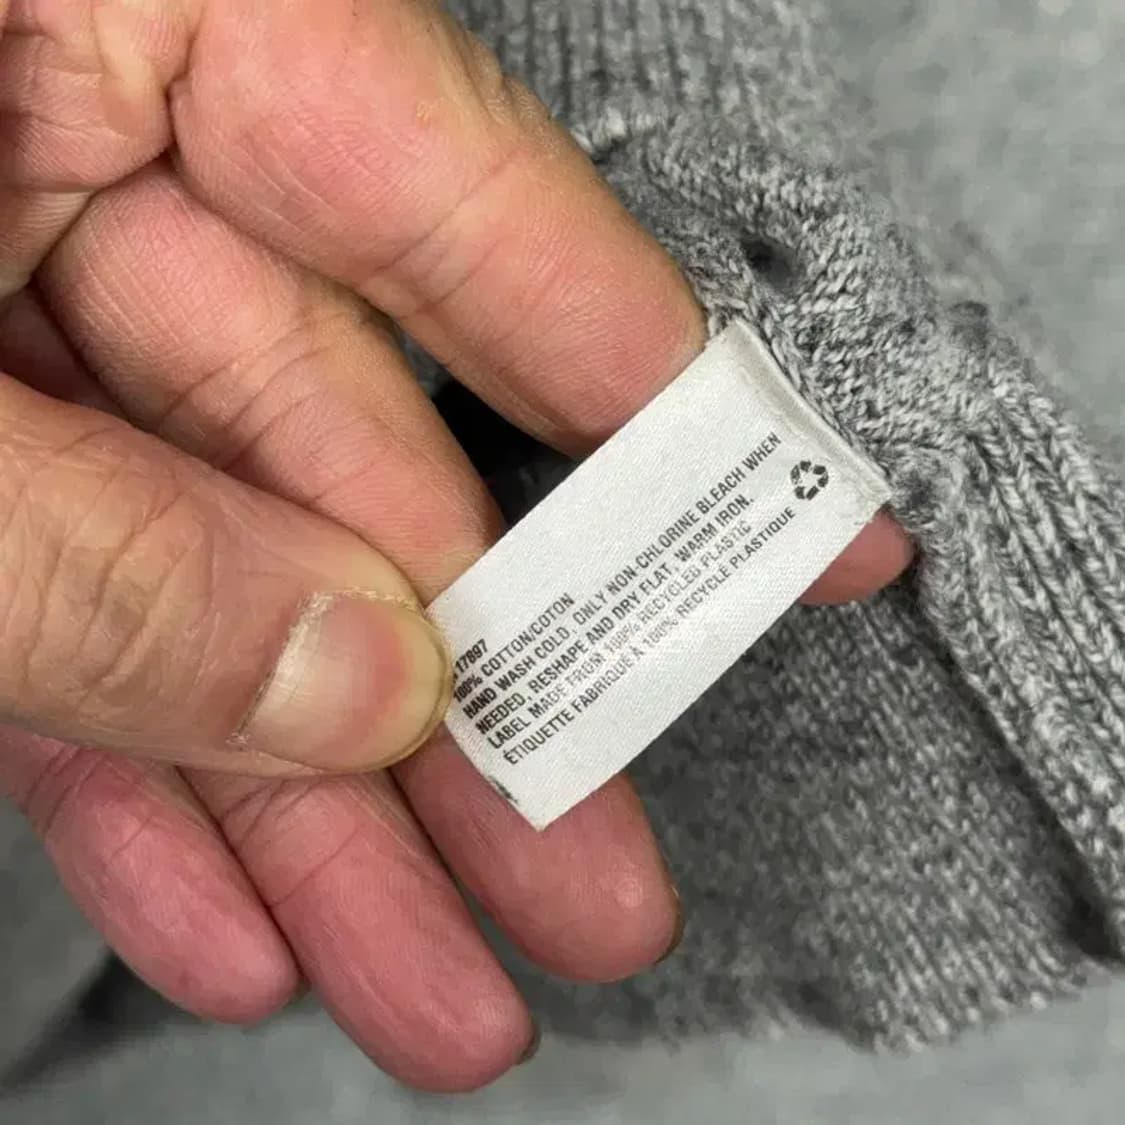 17897
100% COTTON/COTON
HAND WASH COLD, ONLY NON-CHLORINE BLEACH WHEN
NEEDED, RESHAPE AND DRY FLAT, WARM IRON.
LABEL MADE FROM 100% RECYCLED PLASTIC
ÉTIQUETTE FABRIQUÉ À 100% RECYCLÉ PLASTIQUE